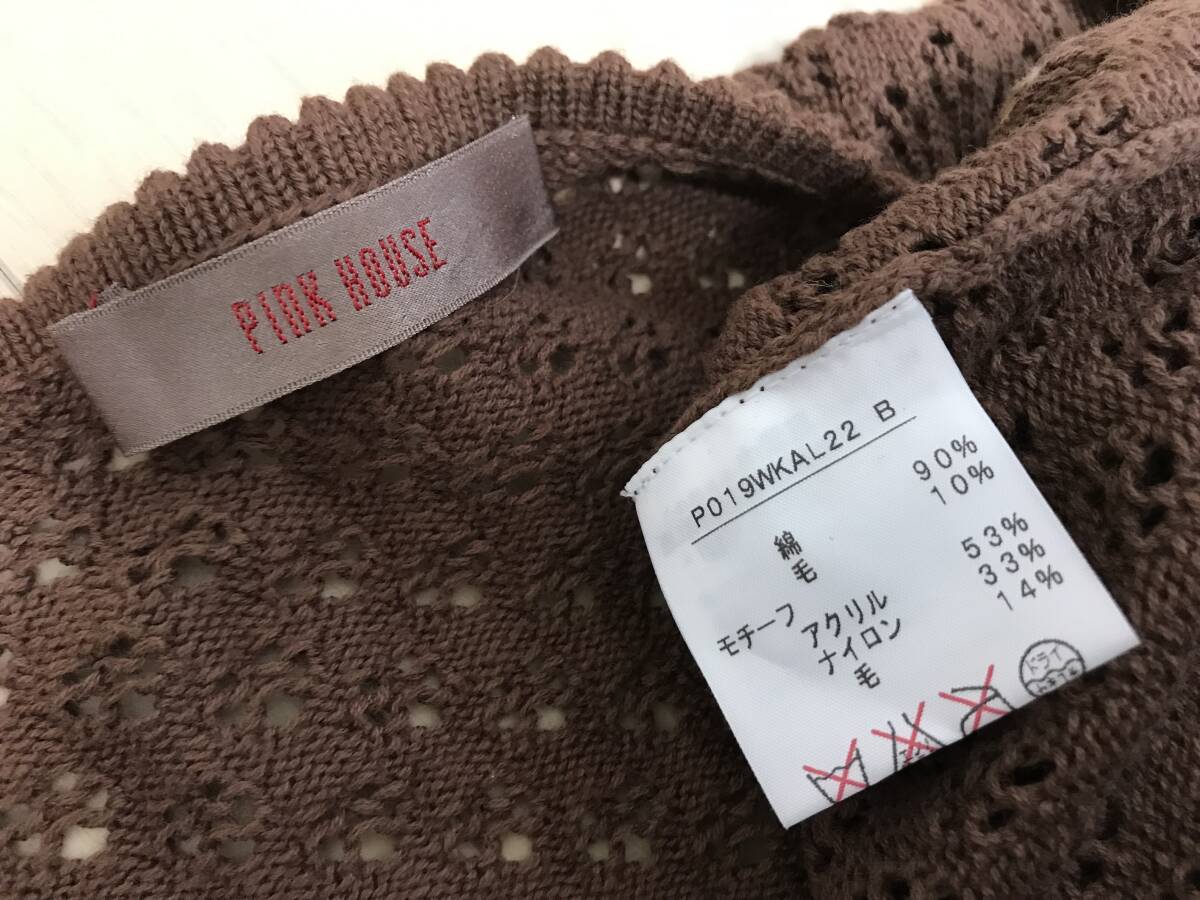 PINK HOUSE
P019WKAL22 B
綿 90%
毛 10%
モチーフ アクリル 53%
ナイロン 33%
毛 14%
ドライ